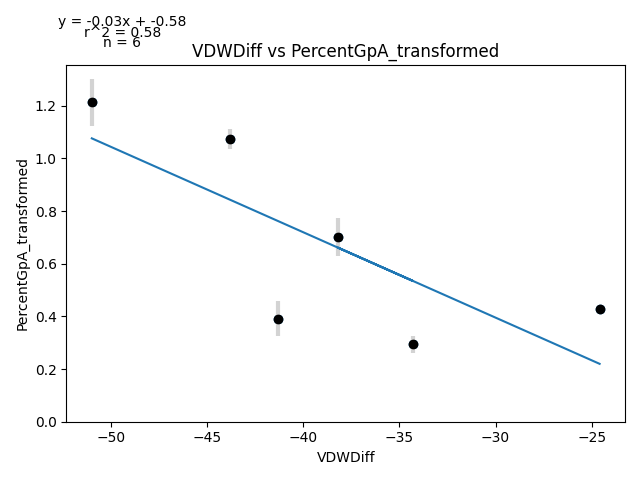 y = -0.03x + -0.58
r^2 = 0.58
n = 6
VDWDiff vs PercentGpA_transformed
PercentGpA_transformed
1.2
1.0
0.8
0.6
0.4
0.2
0.0
−50 −45 −40 −35 −30 −25
VDWDiff